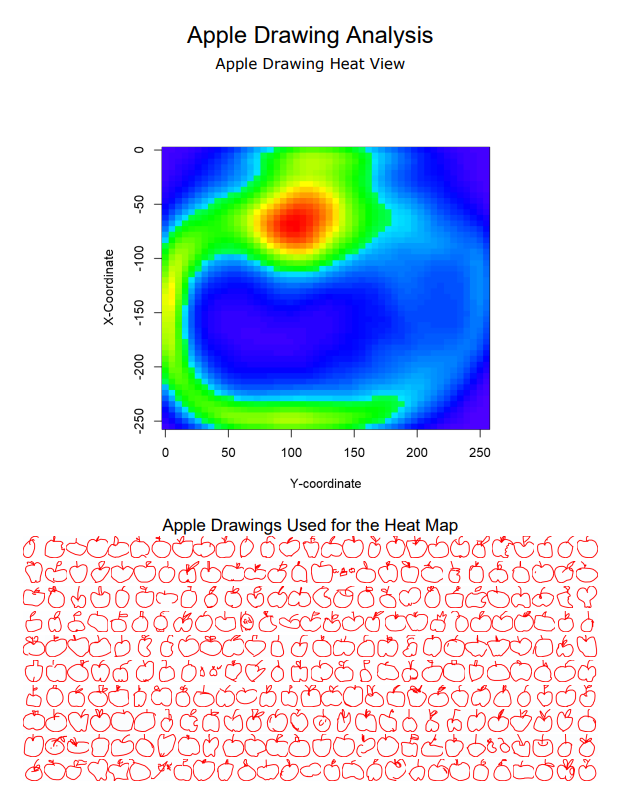 Apple Drawing Analysis
Apple Drawing Heat View
0
-50
-100
-150
-200
-250
X-Coordinate
0 50 100 150 200 250
Y-coordinate
Apple Drawings Used for the Heat Map